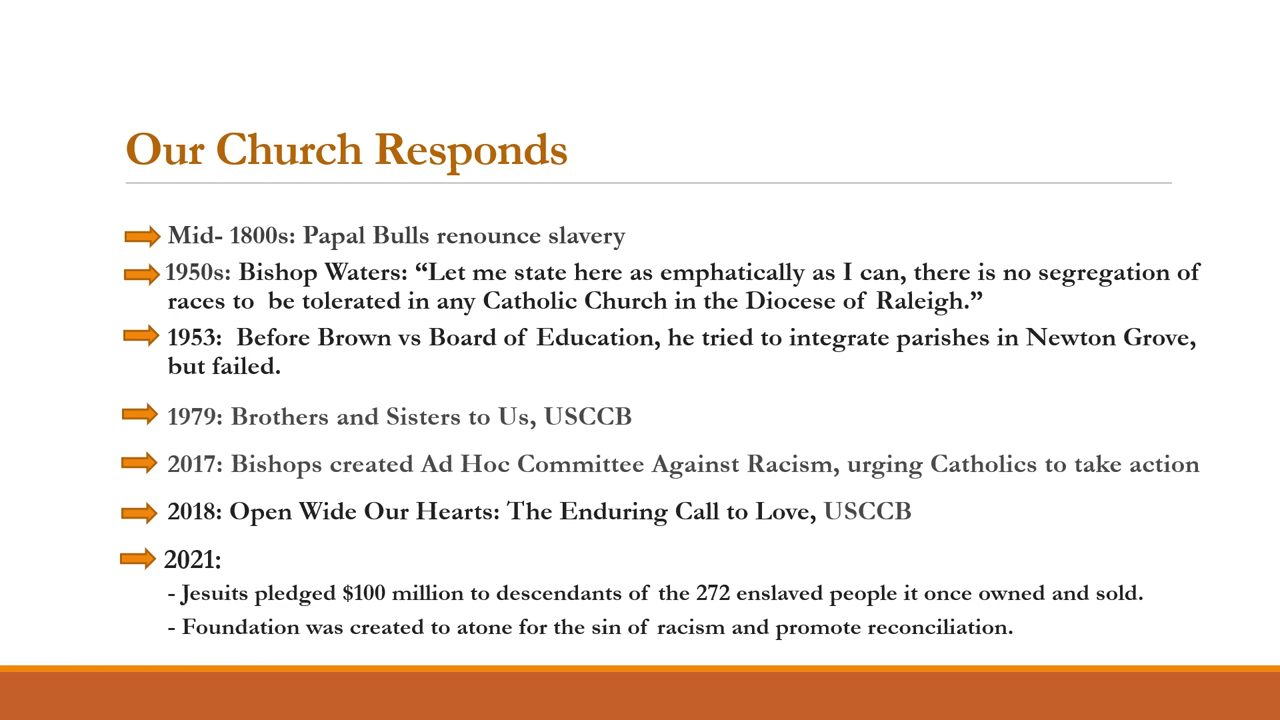 Our Church Responds
Mid- 1800s: Papal Bulls renounce slavery
1950s: Bishop Waters: “Let me state here as emphatically as I can, there is no segregation of
races to  be tolerated in any Catholic Church in the Diocese of Raleigh.”
1953:  Before Brown vs Board of Education, he tried to integrate parishes in Newton Grove,
but failed.
1979: Brothers and Sisters to Us, USCCB
2017: Bishops created Ad Hoc Committee Against Racism, urging Catholics to take action
2018: Open Wide Our Hearts: The Enduring Call to Love, USCCB
2021:
- Jesuits pledged $100 million to descendants of the 272 enslaved people it once owned and sold.
- Foundation was created to atone for the sin of racism and promote reconciliation.